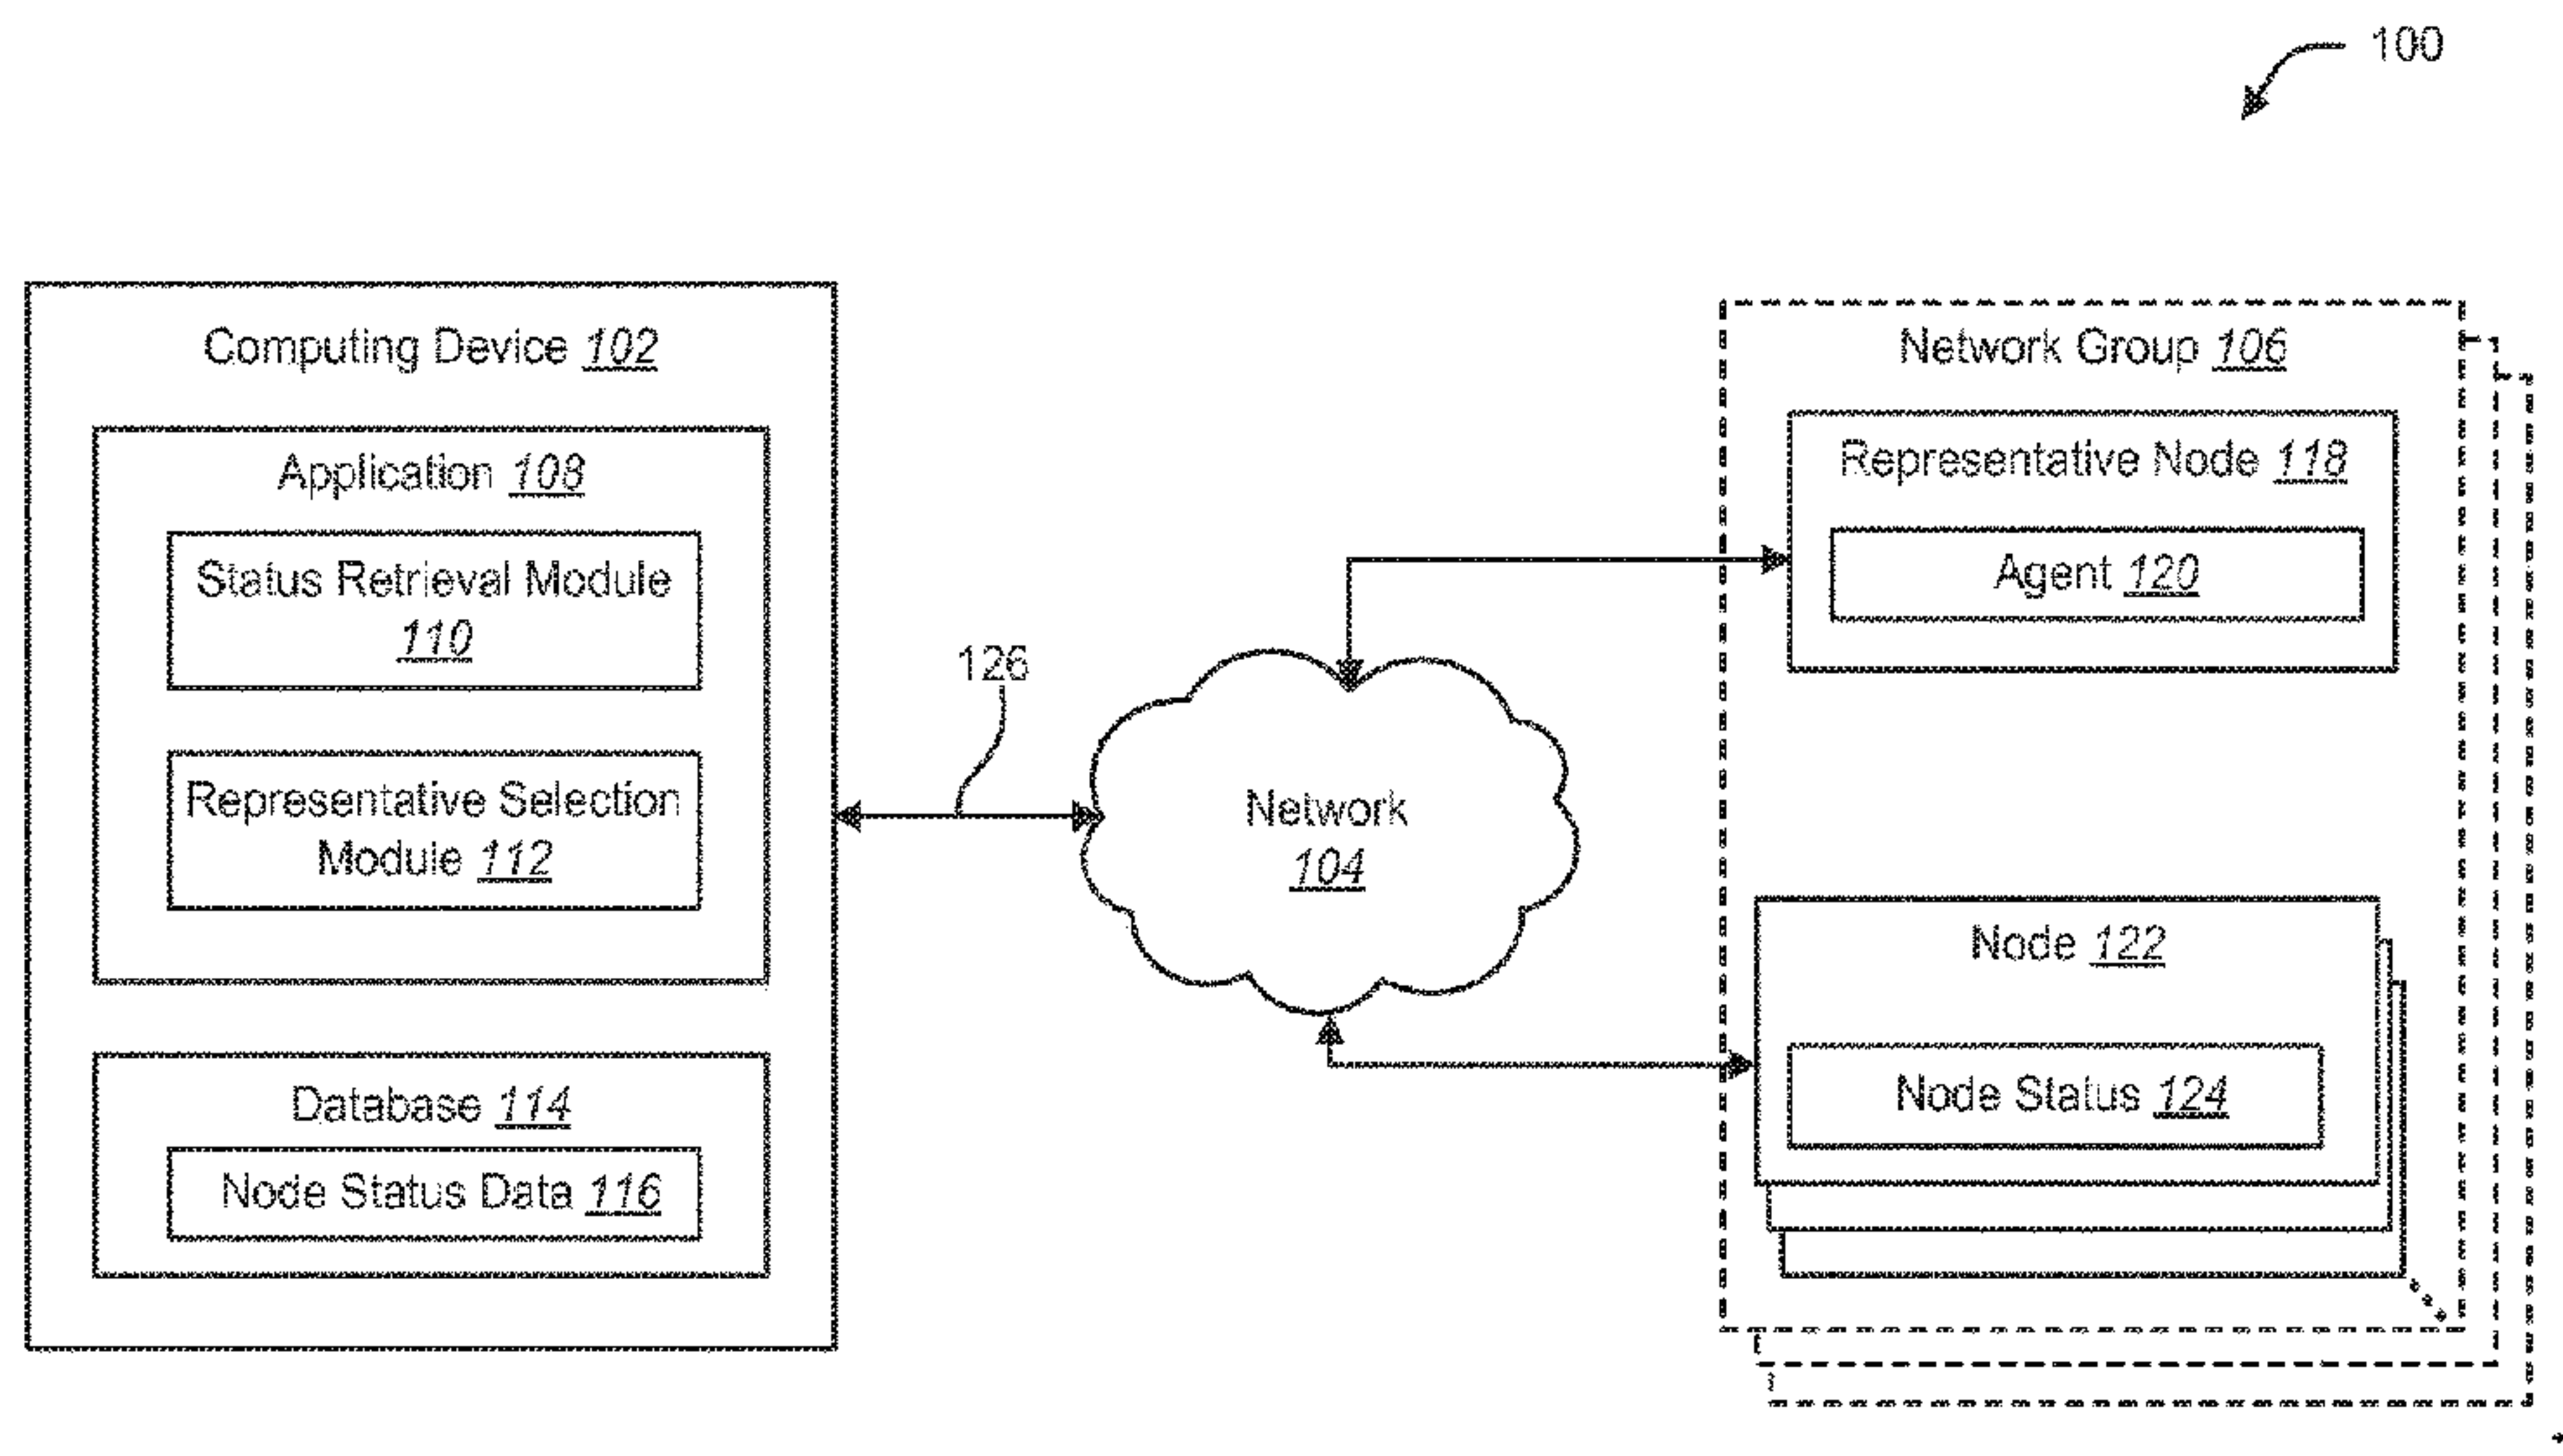 100
Computing Device 102
Application 108
Status Retrieval Module
110
Representative Selection
Module 112
Database 114
Node Status Data 116
126
Network
104
Network Group 106
Representative Node 118
Agent 120
Node 122
Node Status 124